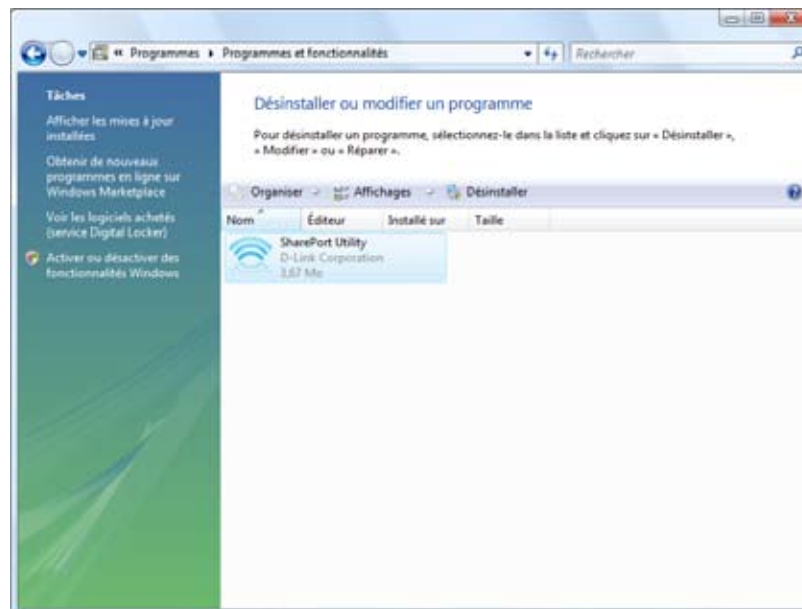 « Programmes ▸ Programmes et fonctionnalités
Rechercher
Tâches
Afficher les mises à jour
installées
Obtenir de nouveaux
programmes en ligne sur
Windows Marketplace
Voir les logiciels achetés
(service Digital Locker)
Activer ou désactiver des
fonctionnalités Windows
Désinstaller ou modifier un programme
Pour désinstaller un programme, sélectionnez-le dans la liste et cliquez sur « Désinstaller »,
« Modifier » ou « Réparer ».
Organiser Affichages Désinstaller
Nom Éditeur Installé sur Taille
SharePort Utility
D-Link Corporation
3,67 Mo